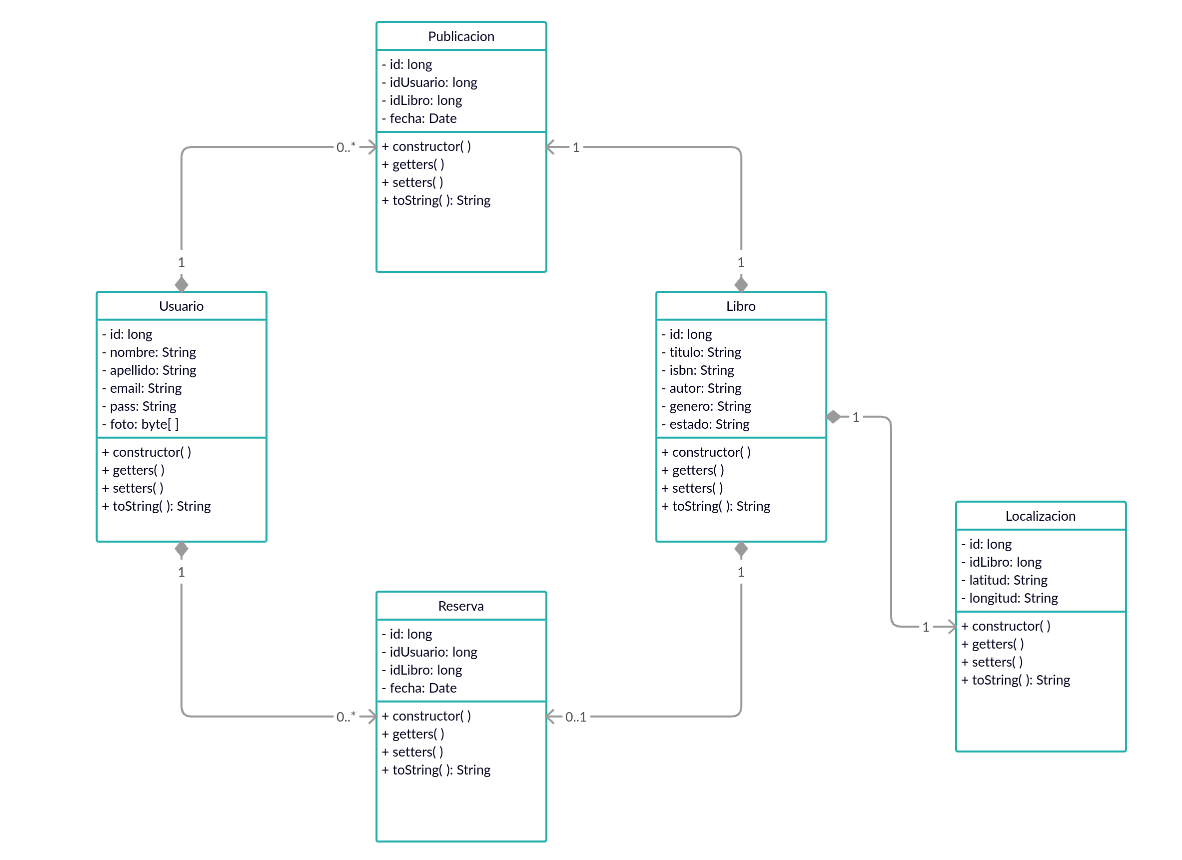 Publicacion
- id: long
- idUsuario: long
- idLibro: long
- fecha: Date
+ constructor( )
+ getters( )
+ setters( )
+ toString( ): String
0..*
1
1
1
Usuario
- id: long
- nombre: String
- apellido: String
- email: String
- pass: String
- foto: byte[ ]
+ constructor( )
+ getters( )
+ setters( )
+ toString( ): String
Libro
- id: long
- titulo: String
- isbn: String
- autor: String
- genero: String
- estado: String
+ constructor( )
+ getters( )
+ setters( )
+ toString( ): String
1
1
1
1
Localizacion
- id: long
- idLibro: long
- latitud: String
- longitud: String
+ constructor( )
+ getters( )
+ setters( )
+ toString( ): String
Reserva
- id: long
- idUsuario: long
- idLibro: long
- fecha: Date
+ constructor( )
+ getters( )
+ setters( )
+ toString( ): String
0..*
0..1